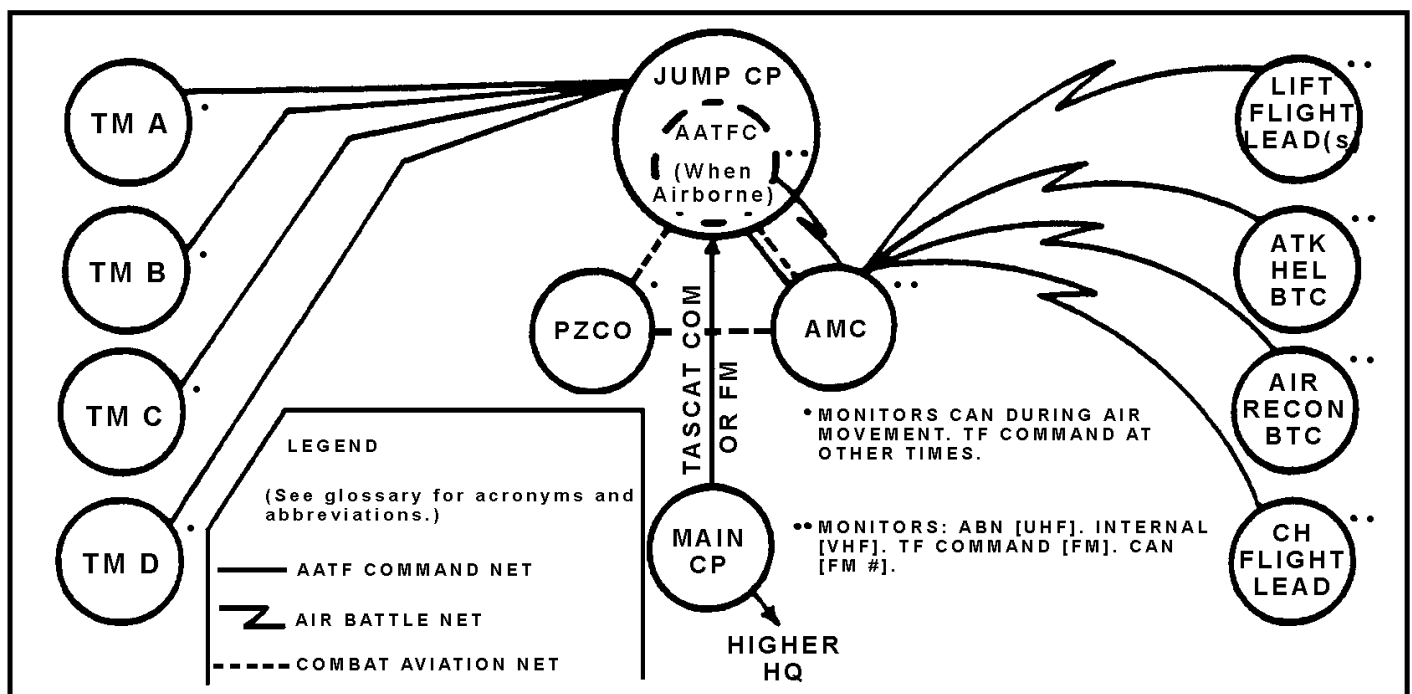 TM A
TM B
TM C
TM D
JUMP CP
AATFC
(When
Airborne)
PZCO
AMC
TASCAT COM
OR FM
MAIN
CP
HIGHER
HQ
LIFT
FLIGHT
LEAD(s)
ATK
HEL
BTC
AIR
RECON
BTC
CH
FLIGHT
LEAD
• MONITORS CAN DURING AIR
MOVEMENT. TF COMMAND AT
OTHER TIMES.
•• MONITORS: ABN [UHF]. INTERNAL
[VHF]. TF COMMAND [FM]. CAN
[FM #].
LEGEND
(See glossary for acronyms and
abbreviations.)
AATF COMMAND NET
AIR BATTLE NET
COMBAT AVIATION NET